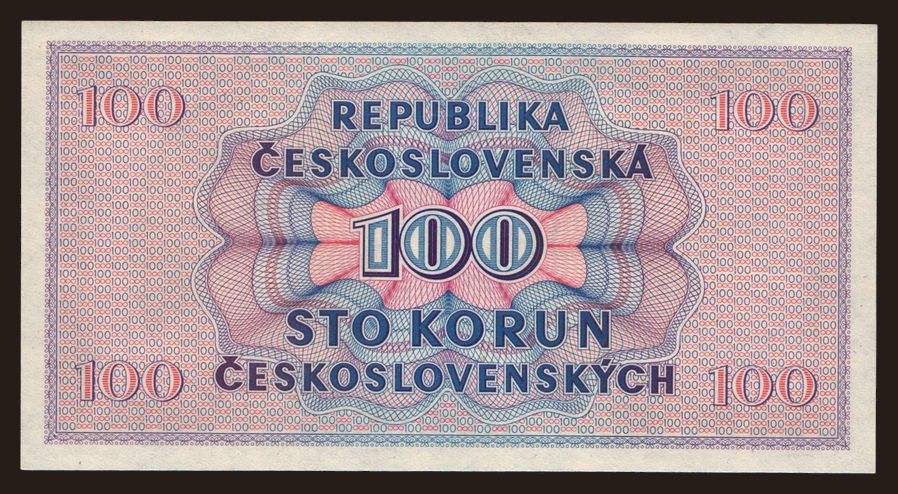 100 100
REPUBLIKA
ČESKOSLOVENSKÁ
100
STO KORUN
ČESKOSLOVENSKÝCH
100 100